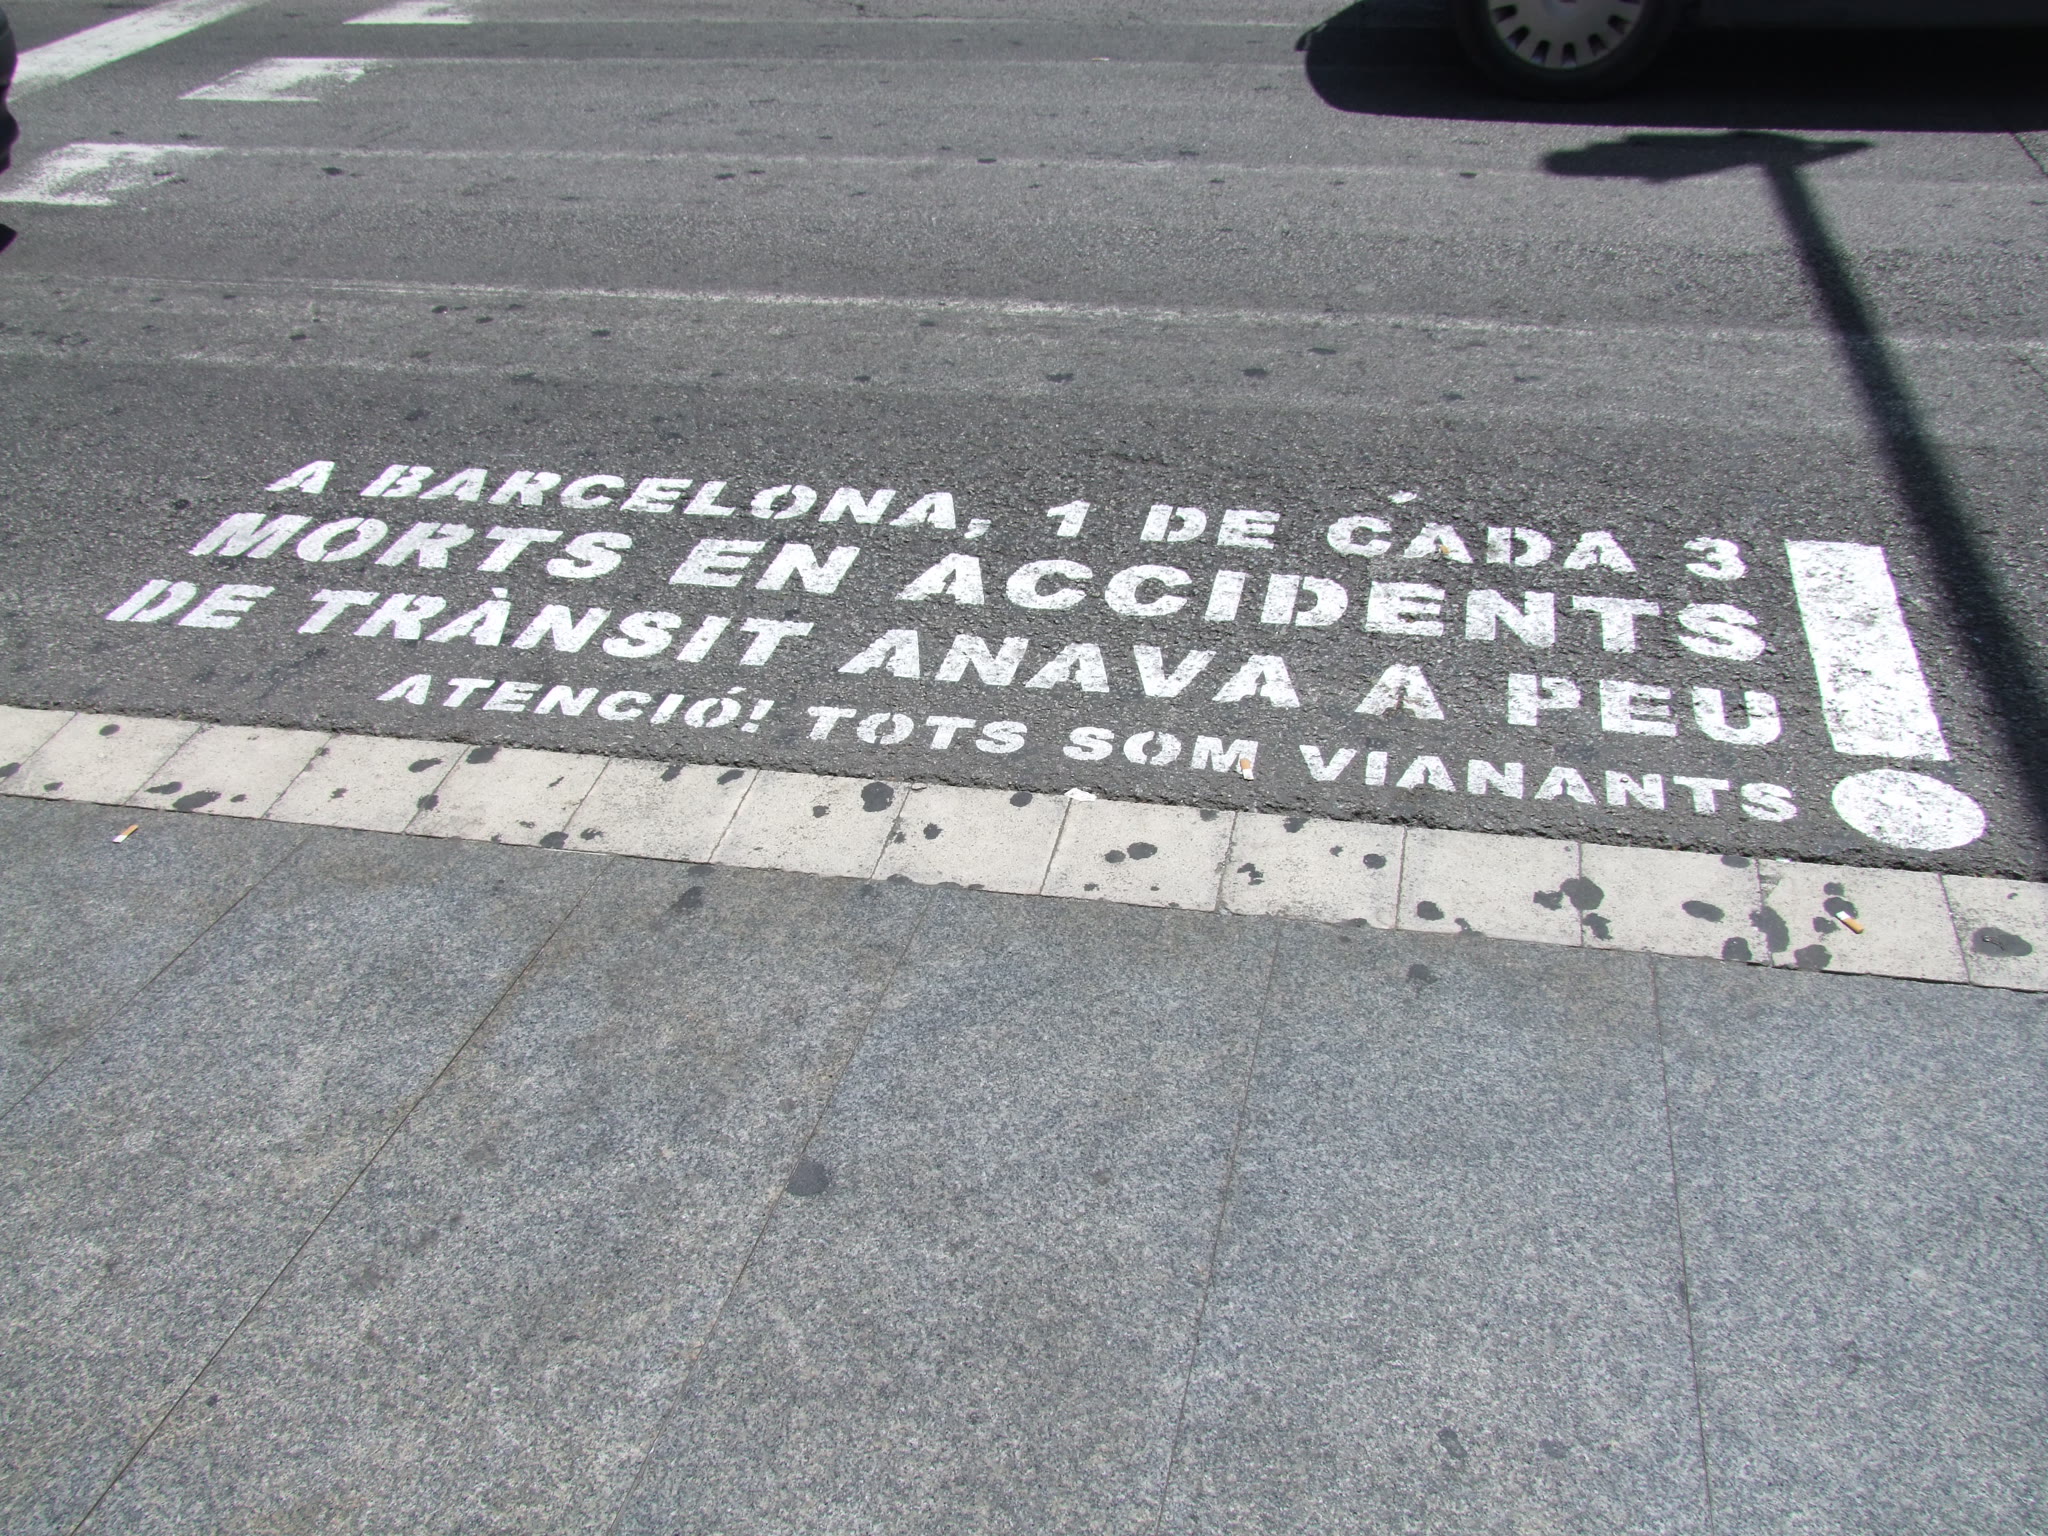 A BARCELONA, 1 DE CADA 3
MORTS EN ACCIDENTS
DE TRÀNSIT ANAVA A PEU
ATENCIÓ! TOTS SOM VIANANTS
!